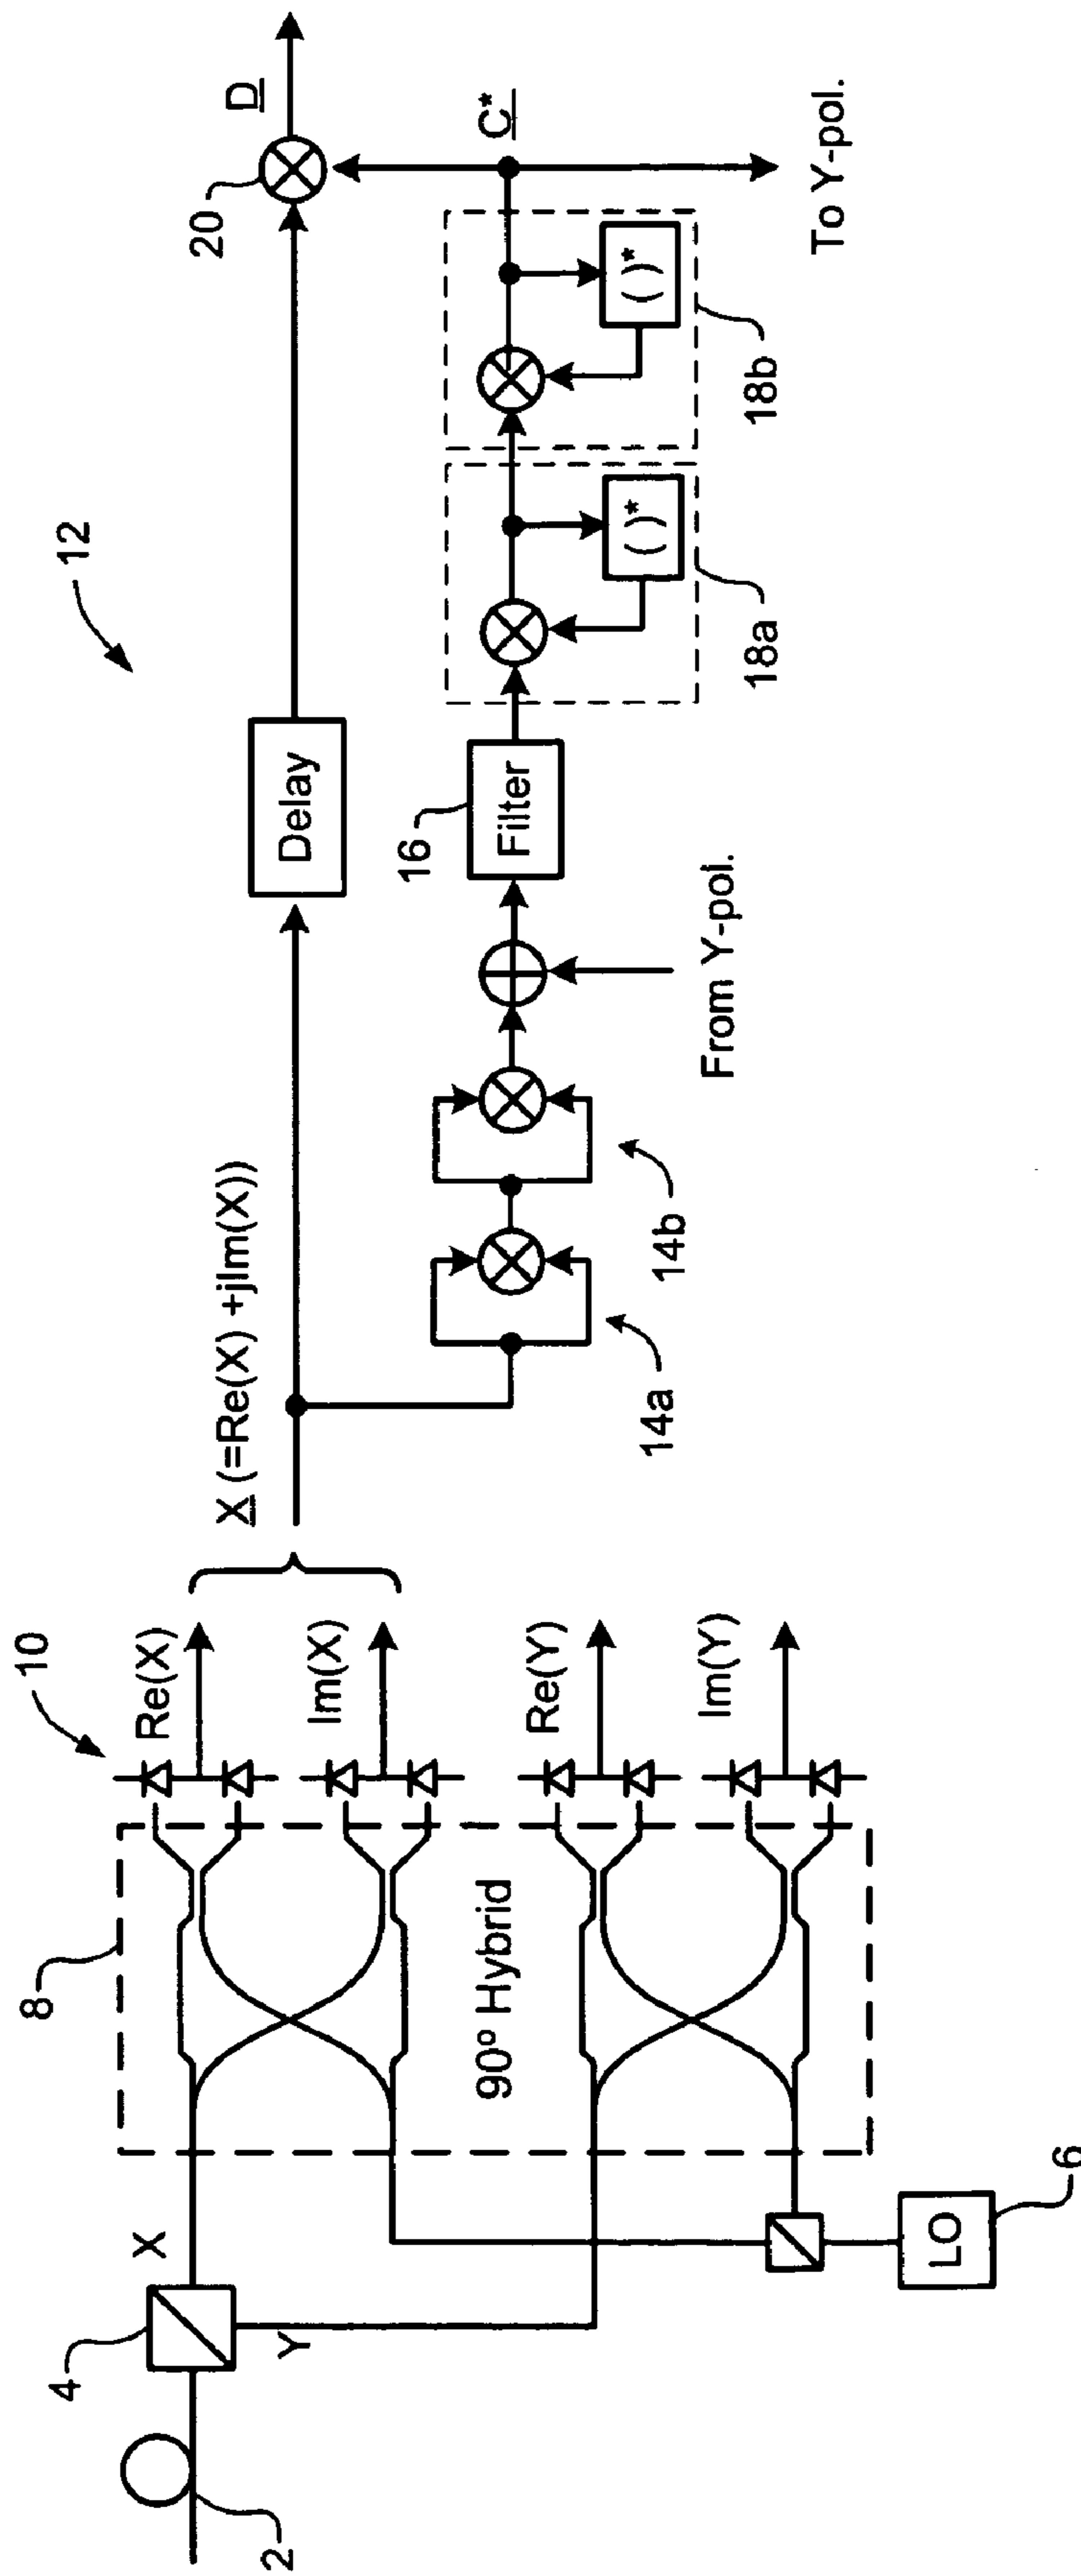 2
4
X
Y
LO
6
8
90º Hybrid
10
Re(X)
Im(X)
Re(Y)
Im(Y)
X (=Re(X) +jIm(X))
12
14a
14b
From Y-pol.
Delay
16
Filter
( )*
18a
( )*
18b
20
D
C*
To Y-pol.